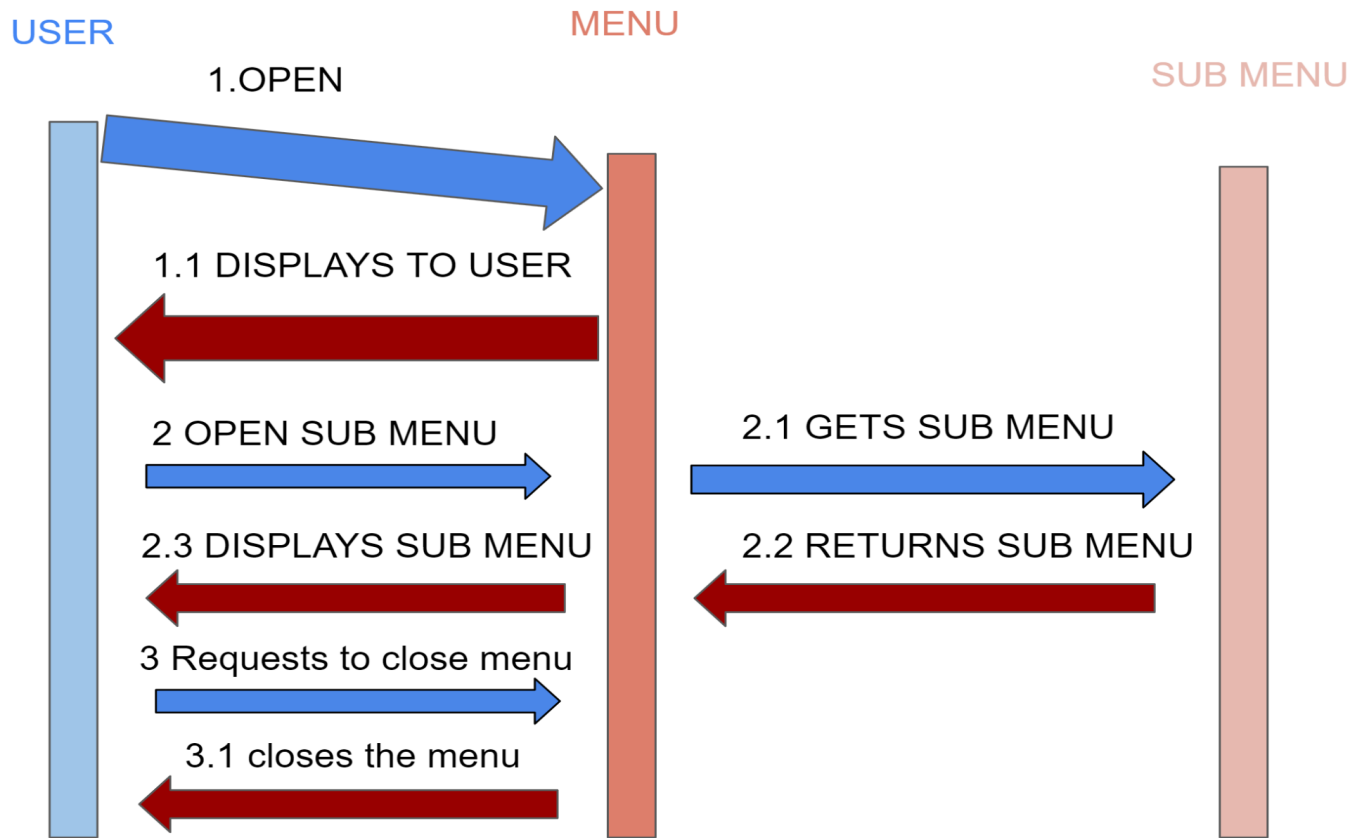 USER
MENU
SUB MENU
1.OPEN
1.1 DISPLAYS TO USER
2 OPEN SUB MENU
2.1 GETS SUB MENU
2.3 DISPLAYS SUB MENU
2.2 RETURNS SUB MENU
3 Requests to close menu
3.1 closes the menu